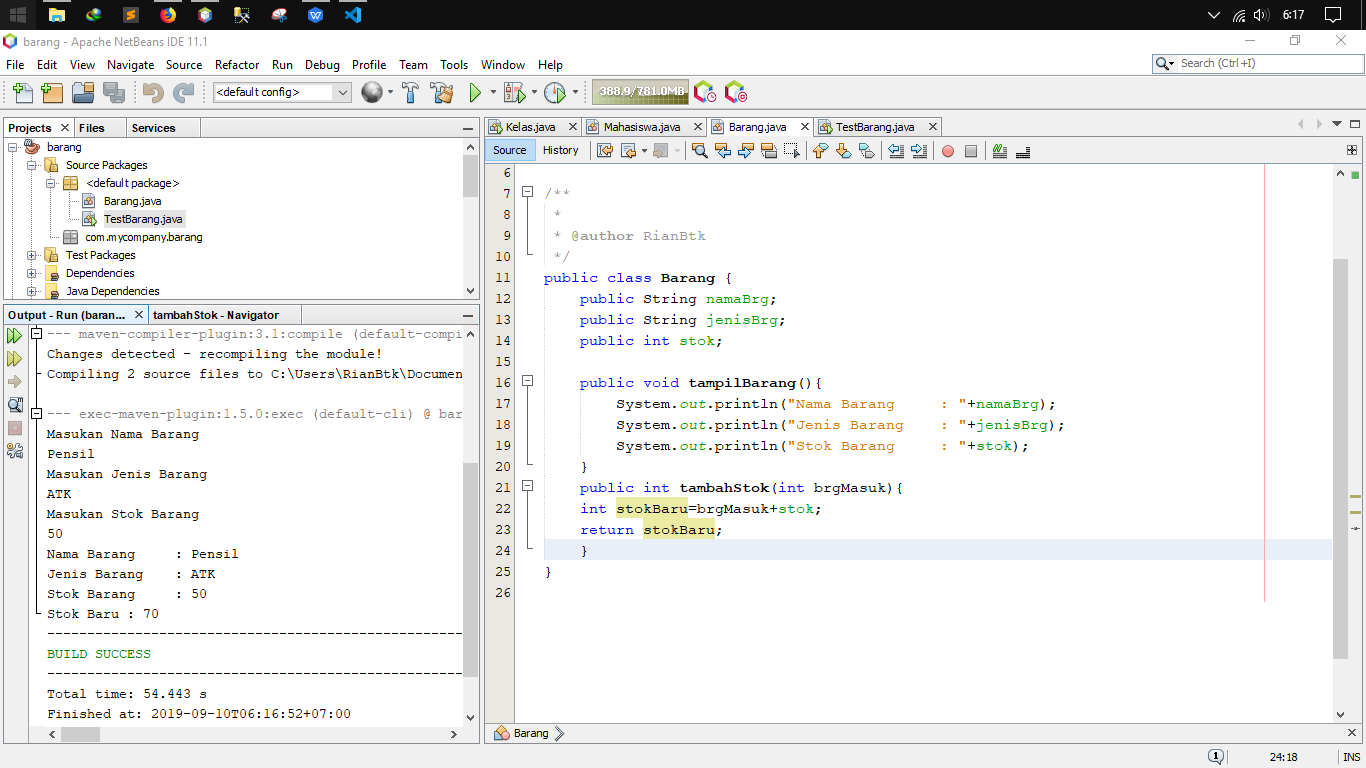 6:17
barang - Apache NetBeans IDE 11.1
File Edit View Navigate Source Refactor Run Debug Profile Team Tools Window Help
Search (Ctrl+I)
<default config>
388.9/781.0MB
Projects Files Services
barang
Source Packages
<default package>
Barang.java
TestBarang.java
com.mycompany.barang
Test Packages
Dependencies
Java Dependencies
Output - Run (baran... tambahStok - Navigator
--- maven-compiler-plugin:3.1:compile (default-compi
Changes detected - recompiling the module!
Compiling 2 source files to C:\Users\RianBtk\Documen
--- exec-maven-plugin:1.5.0:exec (default-cli) @ bar
Masukan Nama Barang
Pensil
Masukan Jenis Barang
ATK
Masukan Stok Barang
50
Nama Barang     : Pensil
Jenis Barang    : ATK
Stok Barang     : 50
Stok Baru : 70
------------------------------------------------------
BUILD SUCCESS
------------------------------------------------------
Total time: 54.443 s
Finished at: 2019-09-10T06:16:52+07:00
Kelas.java Mahasiswa.java Barang.java TestBarang.java
Source History
6
7 /**
8  *
9  * @author RianBtk
10  */
11 public class Barang {
12     public String namaBrg;
13     public String jenisBrg;
14     public int stok;
15
16     public void tampilBarang(){
17         System.out.println("Nama Barang     : "+namaBrg);
18         System.out.println("Jenis Barang    : "+jenisBrg);
19         System.out.println("Stok Barang     : "+stok);
20     }
21     public int tambahStok(int brgMasuk){
22     int stokBaru=brgMasuk+stok;
23     return stokBaru;
24     }
25 }
26
Barang
1
24:18 INS